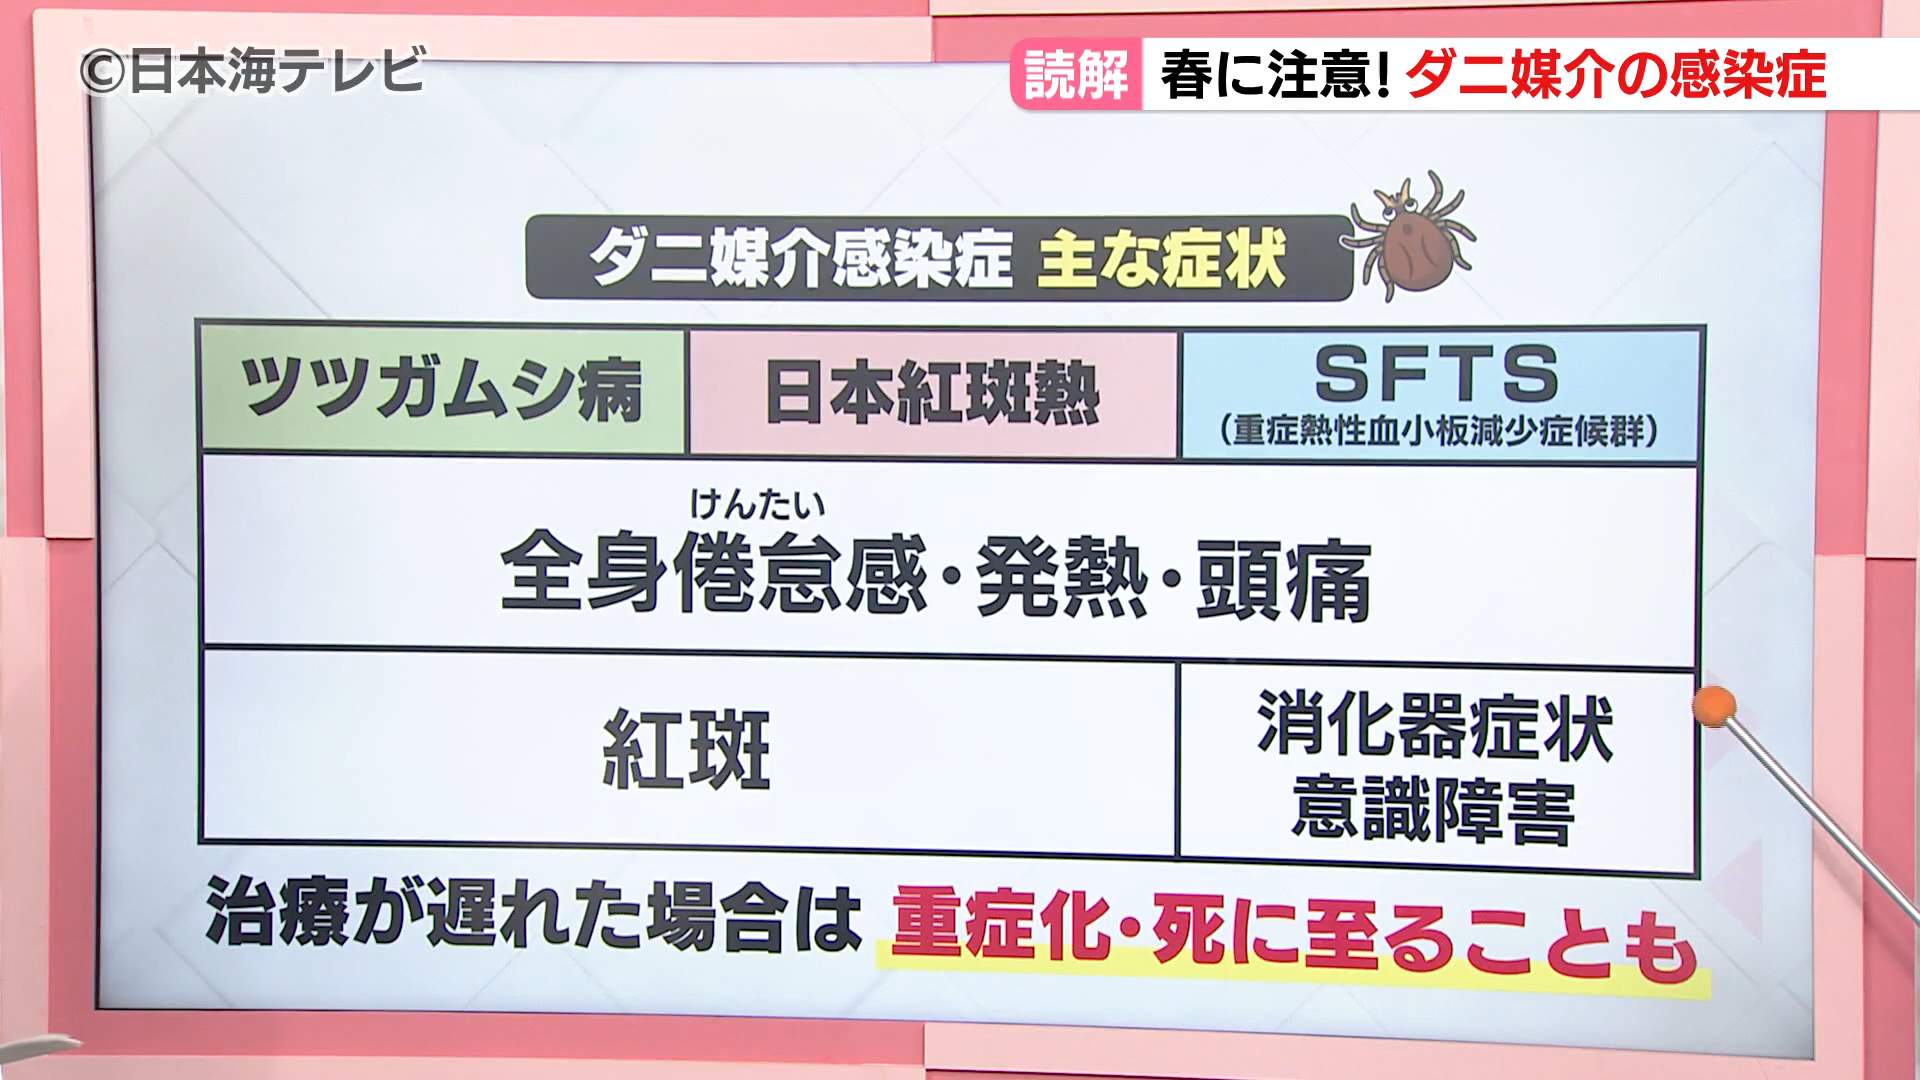 ©日本海テレビ
読解 春に注意！ダニ媒介の感染症
ダニ媒介感染症 主な症状
ツツガムシ病
日本紅斑熱
SFTS
（重症熱性血小板減少症候群）
けんたい
全身倦怠感・発熱・頭痛
紅斑
消化器症状
意識障害
治療が遅れた場合は 重症化・死に至ることも